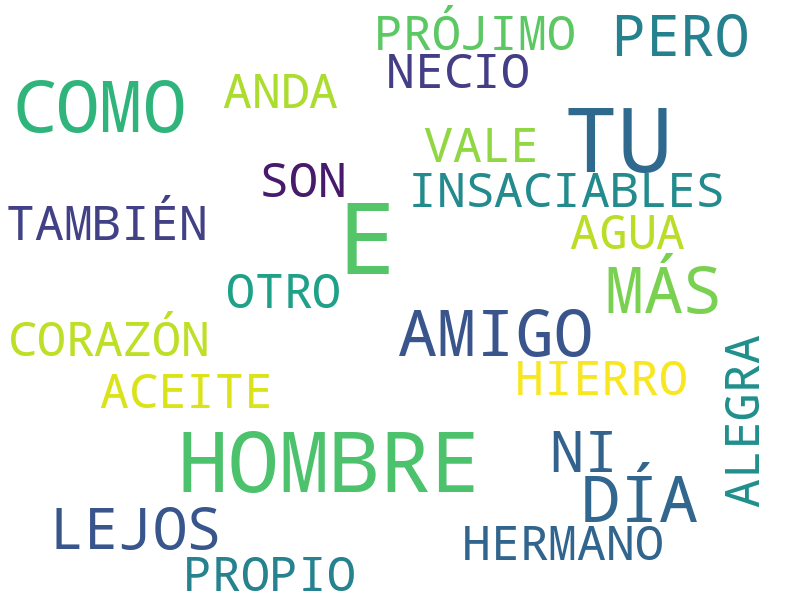 PRÓJIMO
PERO
NECIO
ANDA
COMO
TU
VALE
SON
INSACIABLES
TAMBIÉN
E
AGUA
OTRO
MÁS
CORAZÓN
AMIGO
HIERRO
ACEITE
ALEGRA
HOMBRE
NI
DÍA
LEJOS
HERMANO
PROPIO